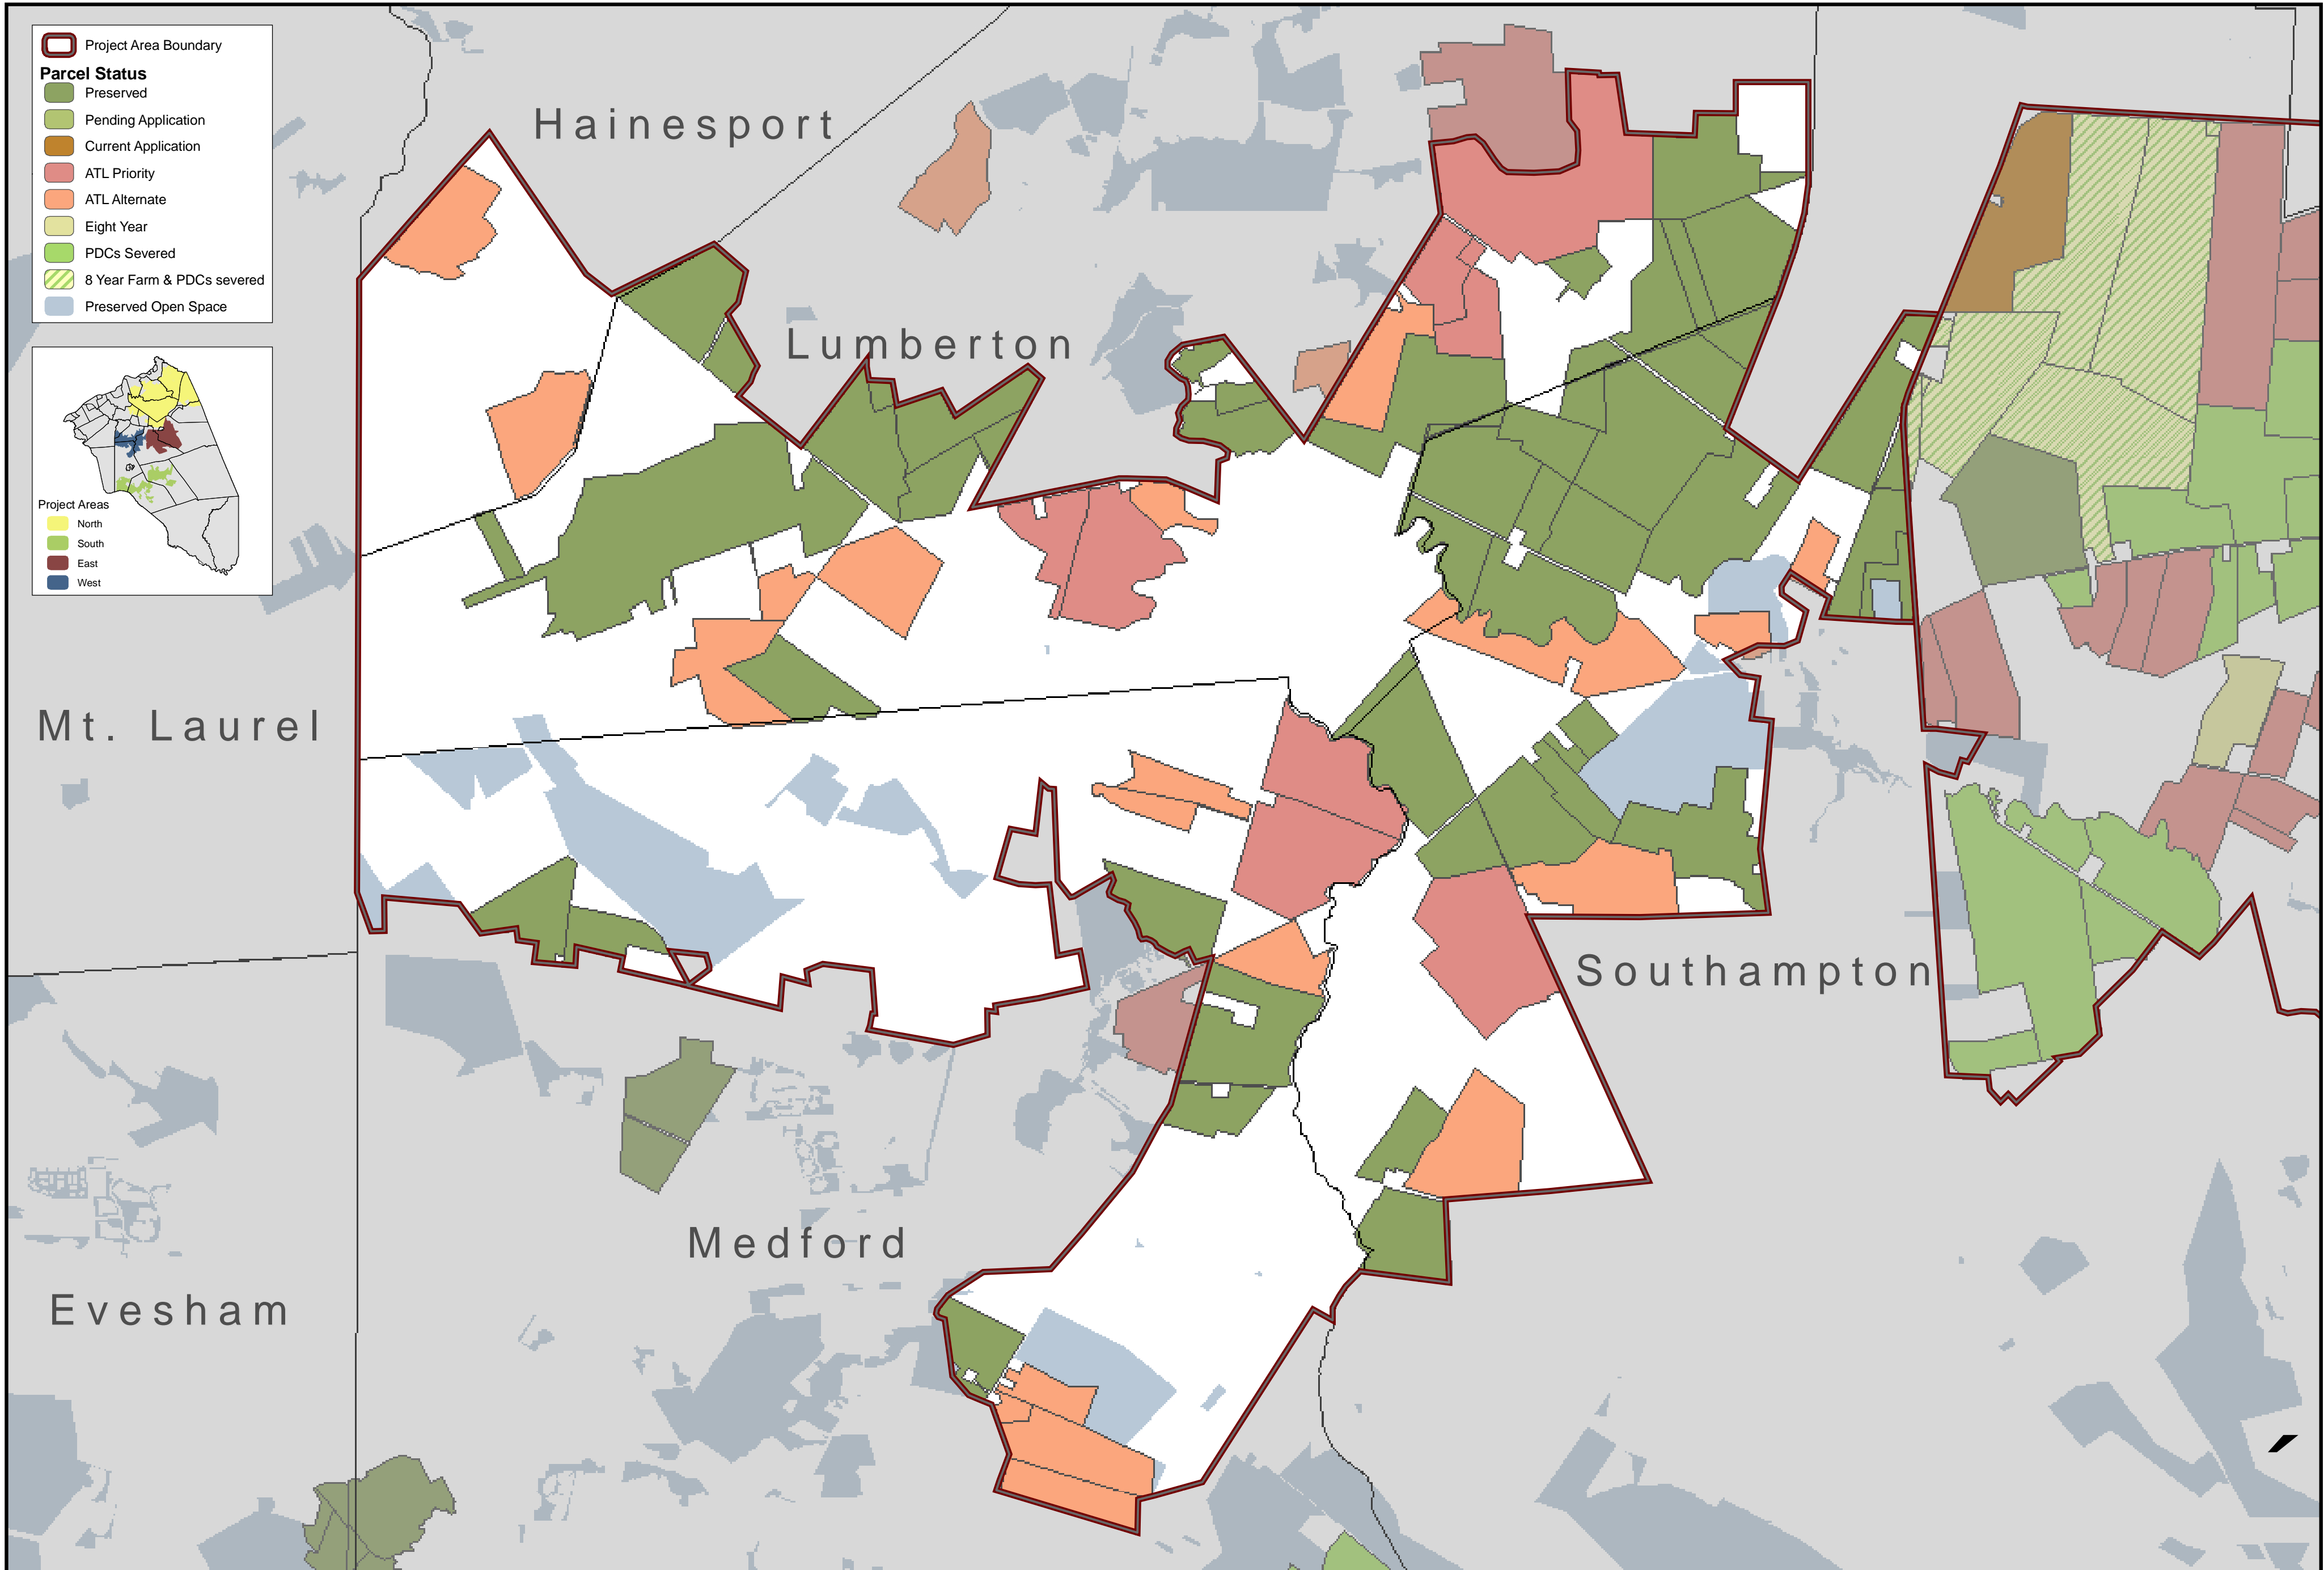 Project Area Boundary
Parcel Status
Preserved
Pending Application
Current Application
ATL Priority
ATL Alternate
Eight Year
PDCs Severed
8 Year Farm & PDCs severed
Preserved Open Space
Project Areas
North
South
East
West
Hainesport
Lumberton
Mt. Laurel
Southampton
Medford
Evesham